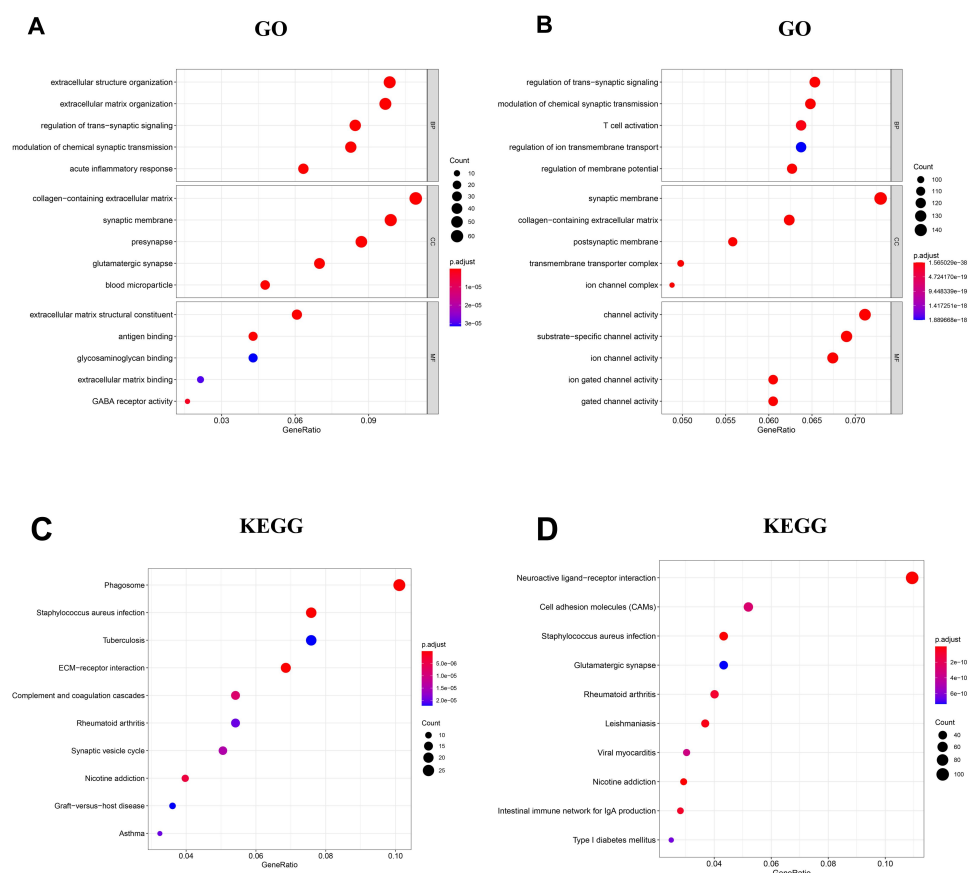 A
GO
extracellular structure organization
extracellular matrix organization
regulation of trans−synaptic signaling
modulation of chemical synaptic transmission
acute inflammatory response
BP
collagen−containing extracellular matrix
synaptic membrane
presynapse
glutamatergic synapse
blood microparticle
CC
extracellular matrix structural constituent
antigen binding
glycosaminoglycan binding
extracellular matrix binding
GABA receptor activity
MF
0.03 0.06 0.09
GeneRatio
Count
10
20
30
40
50
60
p.adjust
1e−05
2e−05
3e−05
B
GO
regulation of trans−synaptic signaling
modulation of chemical synaptic transmission
T cell activation
regulation of ion transmembrane transport
regulation of membrane potential
BP
synaptic membrane
collagen−containing extracellular matrix
postsynaptic membrane
transmembrane transporter complex
ion channel complex
CC
channel activity
substrate−specific channel activity
ion channel activity
ion gated channel activity
gated channel activity
MF
0.050 0.055 0.060 0.065 0.070
GeneRatio
Count
100
110
120
130
140
p.adjust
1.565029e−38
4.724170e−19
9.448339e−19
1.417251e−18
1.889668e−18
C
KEGG
Phagosome
Staphylococcus aureus infection
Tuberculosis
ECM−receptor interaction
Complement and coagulation cascades
Rheumatoid arthritis
Synaptic vesicle cycle
Nicotine addiction
Graft−versus−host disease
Asthma
0.04 0.06 0.08 0.10
GeneRatio
p.adjust
5.0e−06
1.0e−05
1.5e−05
2.0e−05
Count
10
15
20
25
D
KEGG
Neuroactive ligand−receptor interaction
Cell adhesion molecules (CAMs)
Staphylococcus aureus infection
Glutamatergic synapse
Rheumatoid arthritis
Leishmaniasis
Viral myocarditis
Nicotine addiction
Intestinal immune network for IgA production
Type I diabetes mellitus
0.04 0.06 0.08 0.10
GeneRatio
p.adjust
2e−10
4e−10
6e−10
Count
40
60
80
100